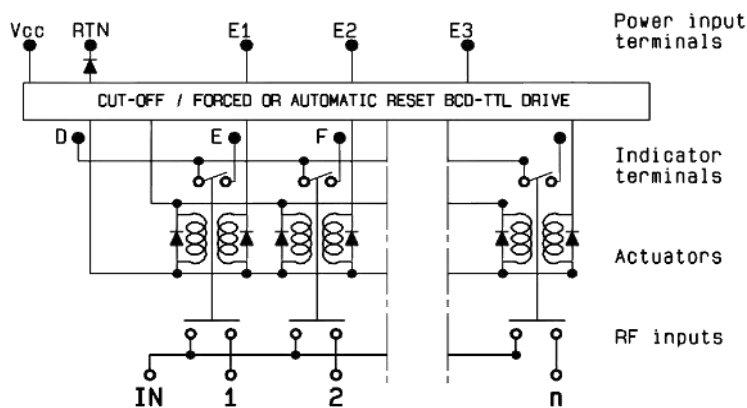 Vcc RTN E1 E2 E3 Power input
terminals
CUT-OFF / FORCED OR AUTOMATIC RESET BCD-TTL DRIVE
D E F
Indicator
terminals
Actuators
RF inputs
IN 1 2 n